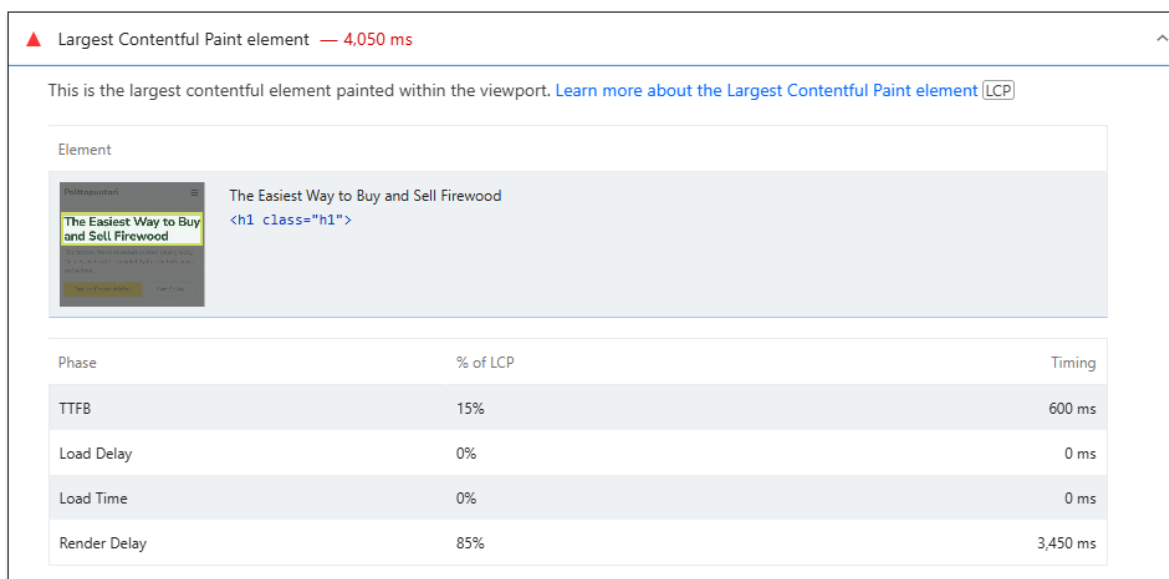 Largest Contentful Paint element — 4,050 ms
This is the largest contentful element painted within the viewport. Learn more about the Largest Contentful Paint element LCP
Element
Polttopuutori
The Easiest Way to Buy
and Sell Firewood
The Easiest Way to Buy and Sell Firewood
<h1 class="h1">
Phase % of LCP Timing
TTFB 15% 600 ms
Load Delay 0% 0 ms
Load Time 0% 0 ms
Render Delay 85% 3,450 ms